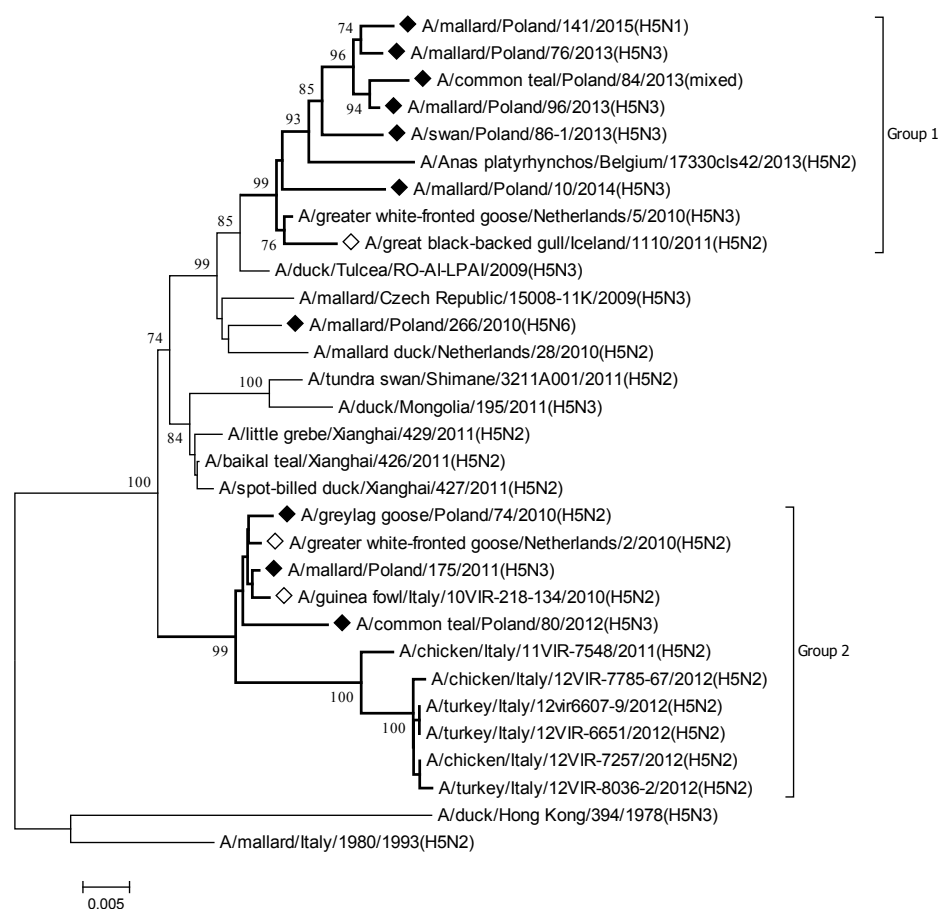 74
A/mallard/Poland/141/2015(H5N1)
A/mallard/Poland/76/2013(H5N3)
96
A/common teal/Poland/84/2013(mixed)
85
94
A/mallard/Poland/96/2013(H5N3)
93
A/swan/Poland/86-1/2013(H5N3)
Group 1
A/Anas platyrhynchos/Belgium/17330cls42/2013(H5N2)
99
A/mallard/Poland/10/2014(H5N3)
A/greater white-fronted goose/Netherlands/5/2010(H5N3)
85
76
A/great black-backed gull/Iceland/1110/2011(H5N2)
99
A/duck/Tulcea/RO-AI-LPAI/2009(H5N3)
A/mallard/Czech Republic/15008-11K/2009(H5N3)
A/mallard/Poland/266/2010(H5N6)
74
A/mallard duck/Netherlands/28/2010(H5N2)
100
A/tundra swan/Shimane/3211A001/2011(H5N2)
A/duck/Mongolia/195/2011(H5N3)
84
A/little grebe/Xianghai/429/2011(H5N2)
A/baikal teal/Xianghai/426/2011(H5N2)
100
A/spot-billed duck/Xianghai/427/2011(H5N2)
A/greylag goose/Poland/74/2010(H5N2)
A/greater white-fronted goose/Netherlands/2/2010(H5N2)
A/mallard/Poland/175/2011(H5N3)
A/guinea fowl/Italy/10VIR-218-134/2010(H5N2)
A/common teal/Poland/80/2012(H5N3)
99
A/chicken/Italy/11VIR-7548/2011(H5N2)
Group 2
A/chicken/Italy/12VIR-7785-67/2012(H5N2)
100
A/turkey/Italy/12vir6607-9/2012(H5N2)
100
A/turkey/Italy/12VIR-6651/2012(H5N2)
A/chicken/Italy/12VIR-7257/2012(H5N2)
A/turkey/Italy/12VIR-8036-2/2012(H5N2)
A/duck/Hong Kong/394/1978(H5N3)
A/mallard/Italy/1980/1993(H5N2)
0.005